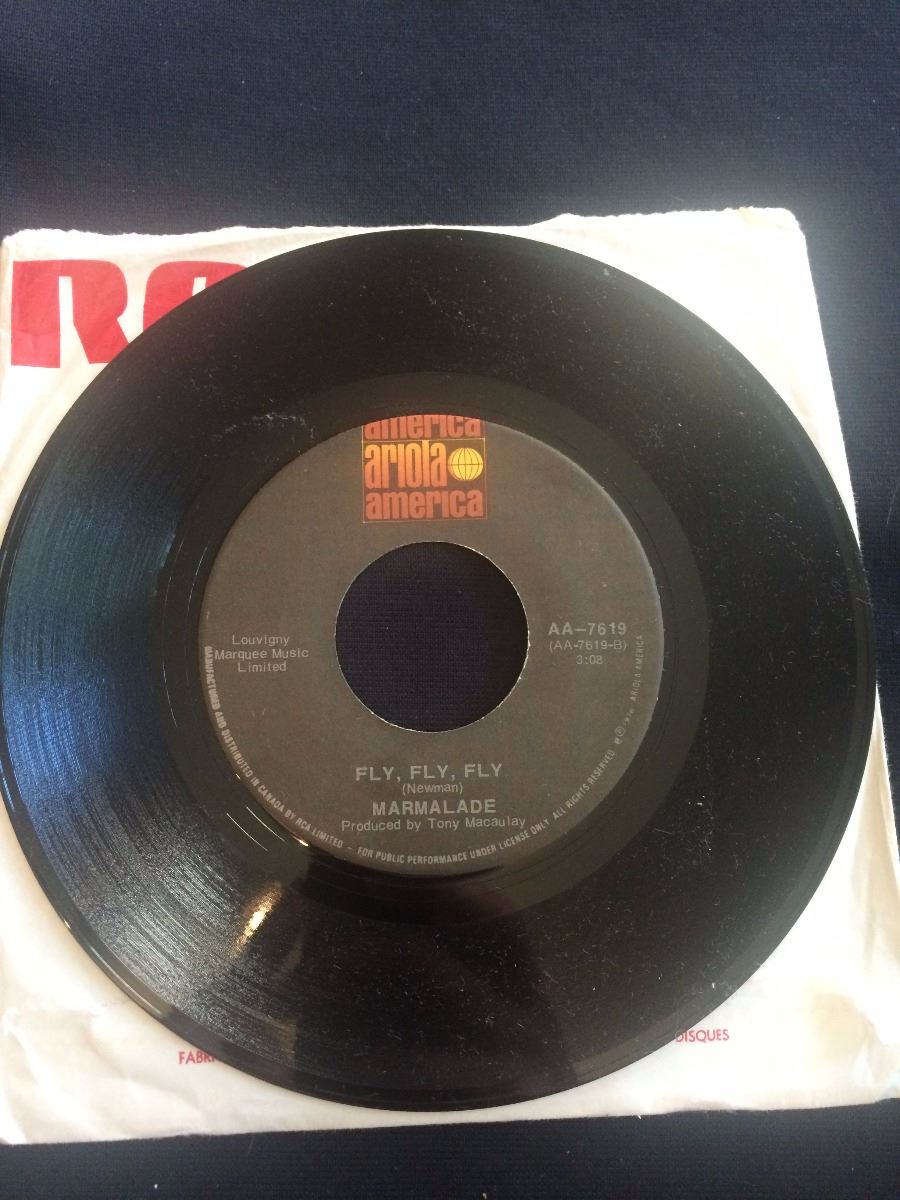 america
ariola
america
Louvigny
Marquee Music
Limited
AA-7619
(AA-7619-B)
3:08
FLY, FLY, FLY
(Newman)
MARMALADE
Produced by Tony Macaulay
MANUFACTURED AND DISTRIBUTED IN CANADA BY RCA LIMITED - FOR PUBLIC PERFORMANCE UNDER LICENSE ONLY ALL RIGHTS RESERVED ℗ © 1976 ARIOLA AMERICA
DISQUES